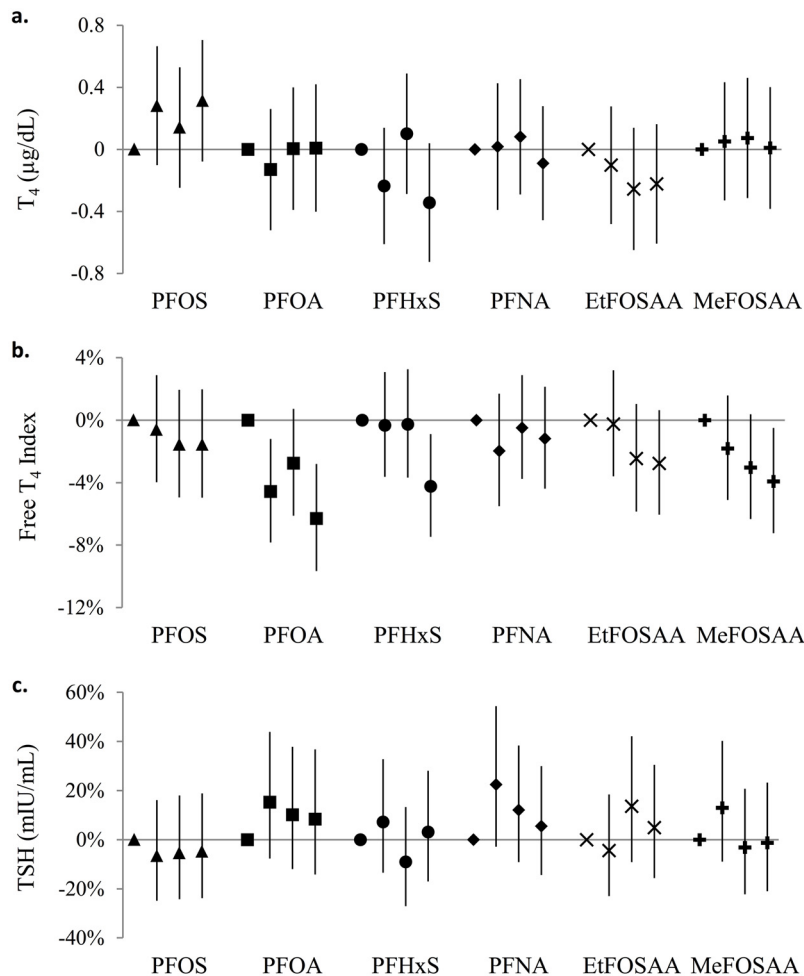 a.
0.8
0.4
0
-0.4
-0.8
T₄ (μg/dL)
PFOS PFOA PFHxS PFNA EtFOSAA MeFOSAA
b.
4%
0%
-4%
-8%
-12%
Free T₄ Index
PFOS PFOA PFHxS PFNA EtFOSAA MeFOSAA
c.
60%
40%
20%
0%
-20%
-40%
TSH (mIU/mL)
PFOS PFOA PFHxS PFNA EtFOSAA MeFOSAA